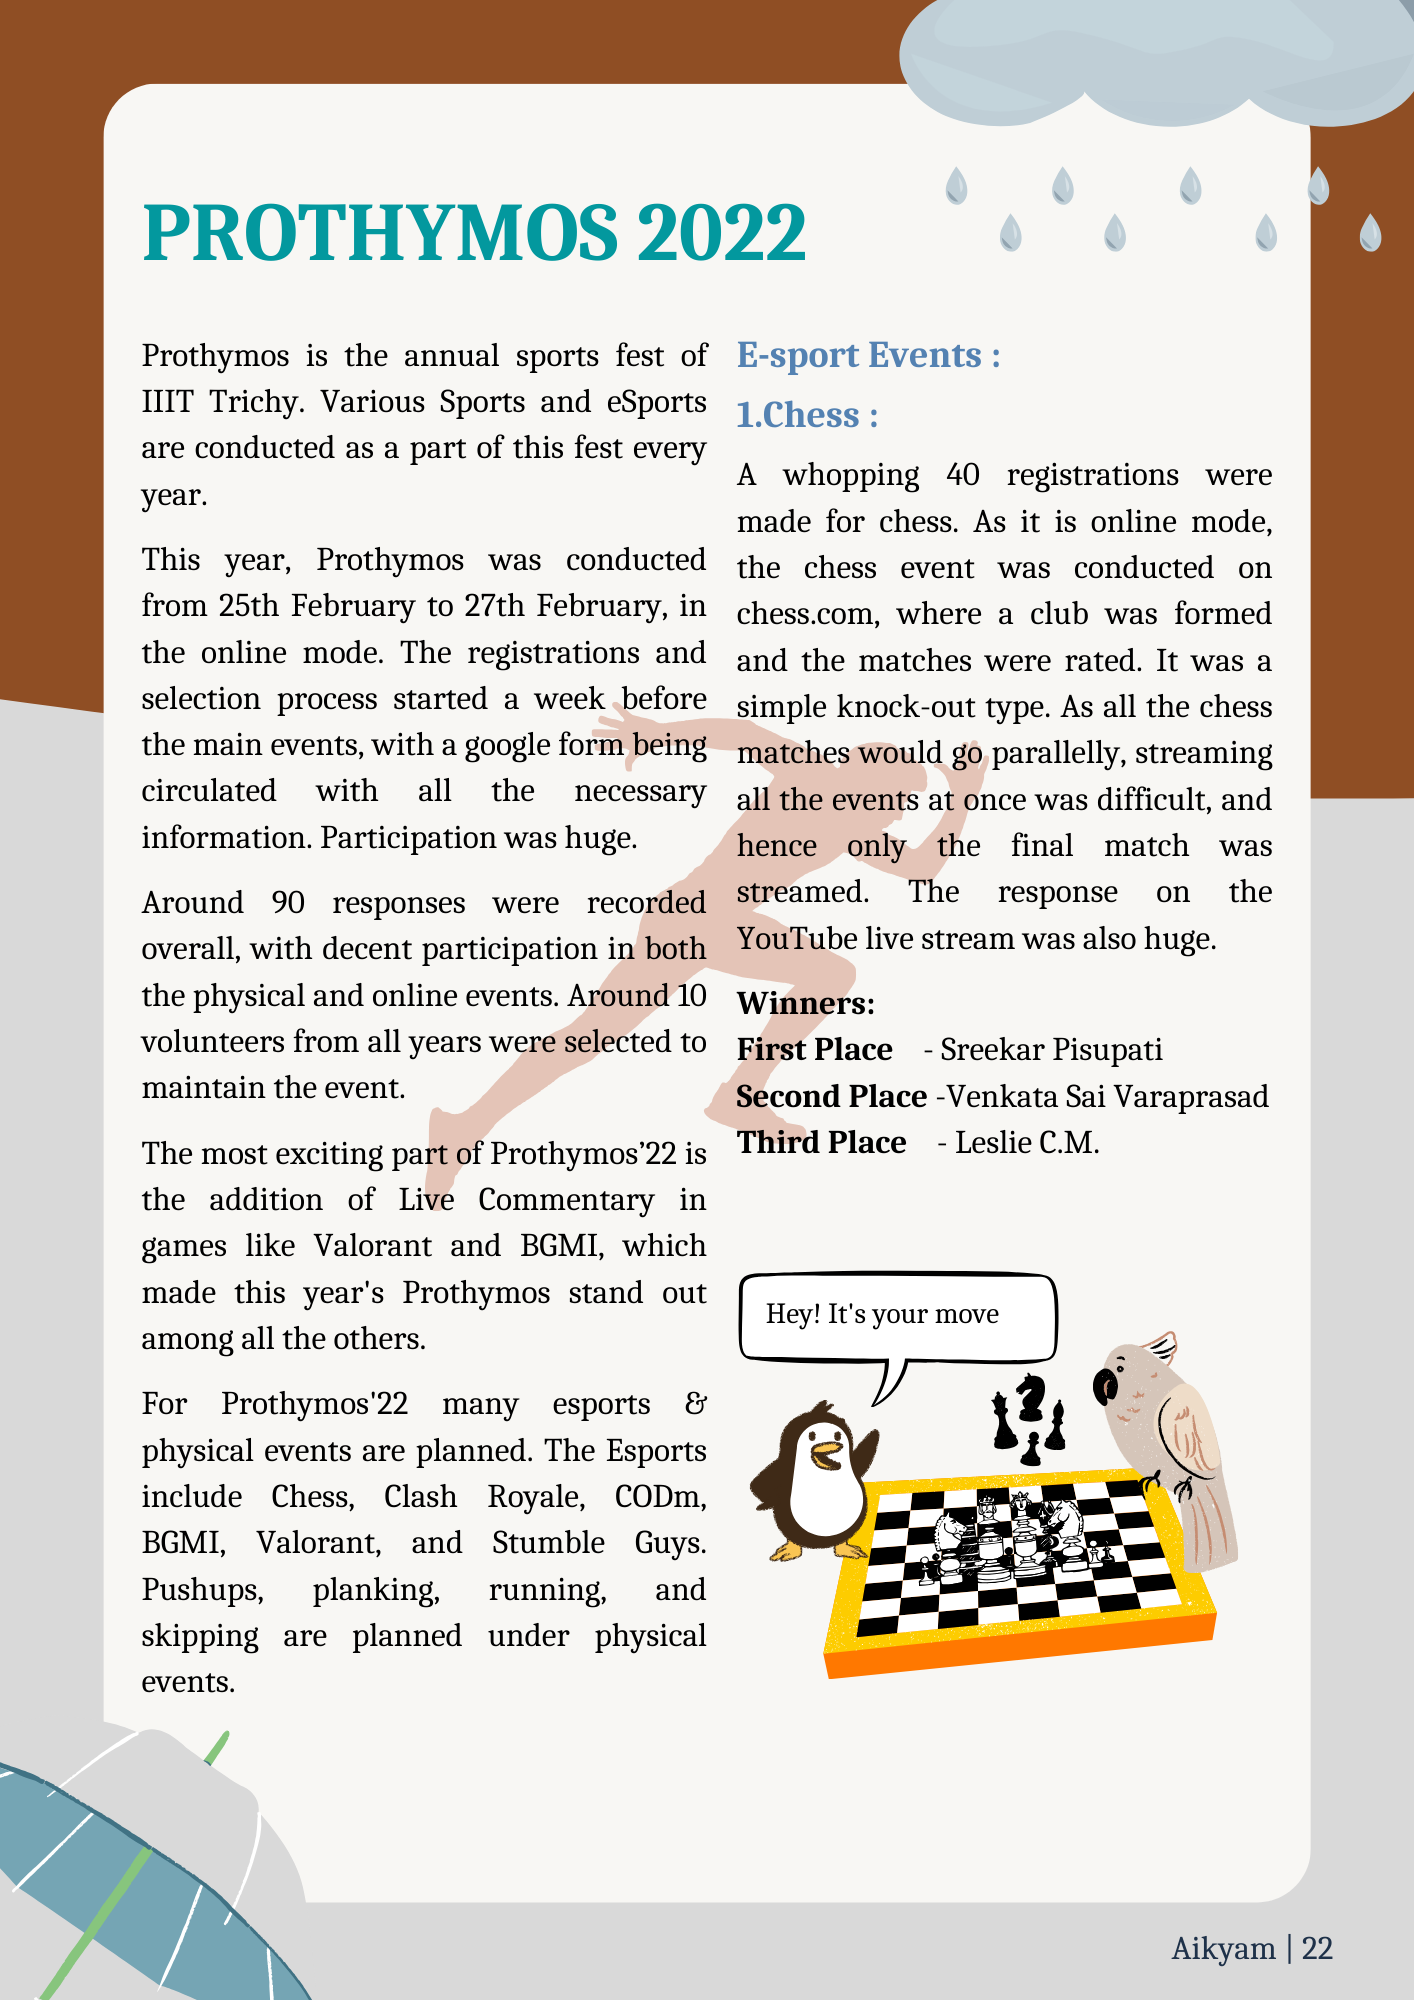 PROTHYMOS 2022
Prothymos is the annual sports fest of
IIIT Trichy. Various Sports and eSports
are conducted as a part of this fest every
year.
This year, Prothymos was conducted
from 25th February to 27th February, in
the online mode. The registrations and
selection process started a week before
the main events, with a google form being
circulated with all the necessary
information. Participation was huge.
Around 90 responses were recorded
overall, with decent participation in both
the physical and online events. Around 10
volunteers from all years were selected to
maintain the event.
The most exciting part of Prothymos’22 is
the addition of Live Commentary in
games like Valorant and BGMI, which
made this year's Prothymos stand out
among all the others.
For Prothymos'22 many esports &
physical events are planned. The Esports
include Chess, Clash Royale, CODm,
BGMI, Valorant, and Stumble Guys.
Pushups, planking, running, and
skipping are planned under physical
events.
E-sport Events :
1.Chess :
A whopping 40 registrations were
made for chess. As it is online mode,
the chess event was conducted on
chess.com, where a club was formed
and the matches were rated. It was a
simple knock-out type. As all the chess
matches would go parallelly, streaming
all the events at once was difficult, and
hence only the final match was
streamed. The response on the
YouTube live stream was also huge.
Winners:
First Place - Sreekar Pisupati
Second Place -Venkata Sai Varaprasad
Third Place - Leslie C.M.
Hey! It's your move
Aikyam | 22